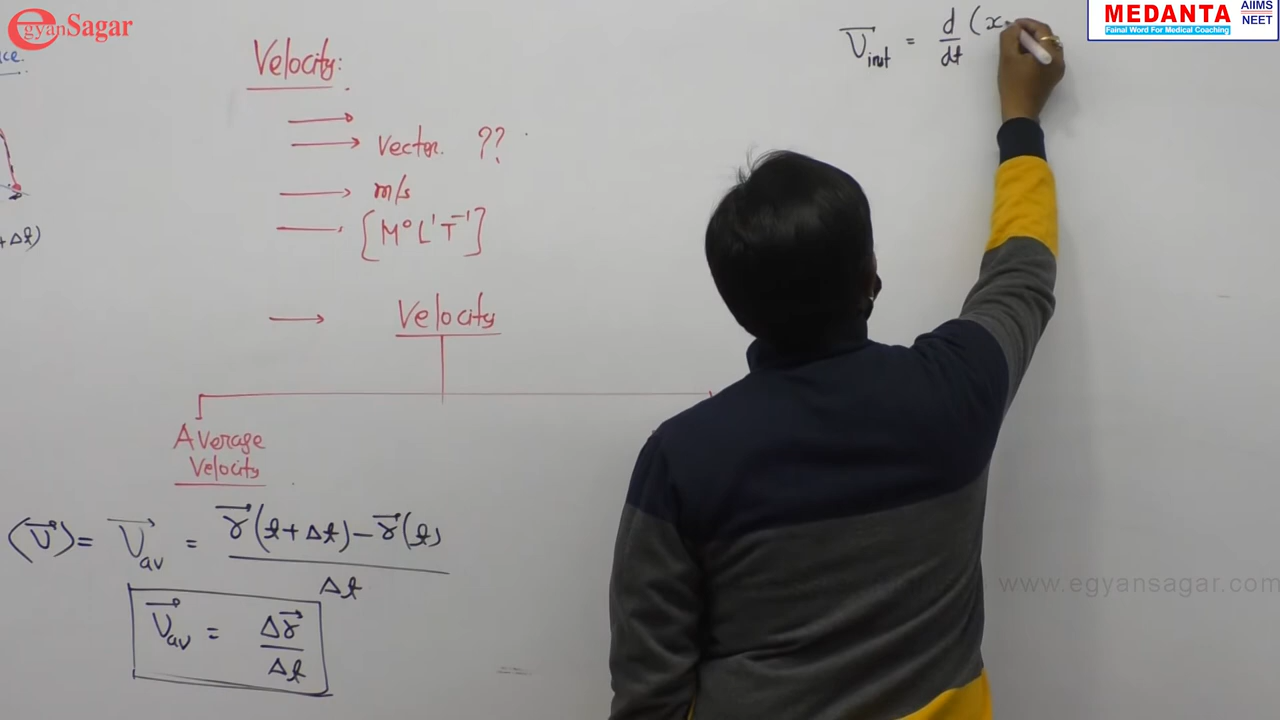 egyanSagar
MEDANTA
Fainal Word For Medical Coaching
AIIMS
NEET
ce.
+Δt)
Velocity:
→
→ Vector. ??
→ m/s
→ [M⁰L¹T⁻¹]
→ Velocity
Average
Velocity
⟨V⃗⟩ = V⃗av = r⃗(t+Δt) – r⃗(t) / Δt
V⃗av = Δr⃗ / Δt
V⃗inst = d/dt (x
www.egyansagar.com